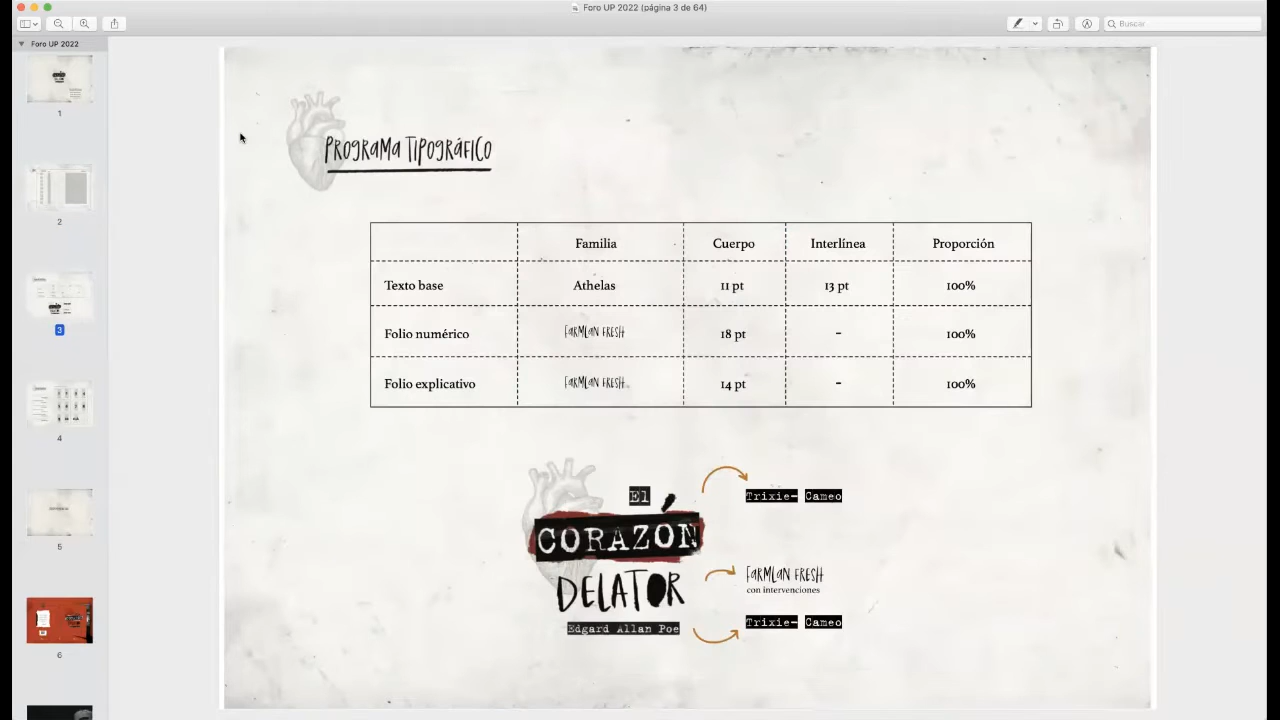 Foro UP 2022 (página 3 de 64)
Buscar
Foro UP 2022
1
2
3
4
5
6
PROGRAMA TIPOGRÁFICO
Familia Cuerpo Interlínea Proporción
Texto base Athelas 11 pt 13 pt 100%
Folio numérico FARMLAN FRESH 18 pt - 100%
Folio explicativo FARMLAN FRESH 14 pt - 100%
El
CORAZÓN
DELATOR
Edgard Allan Poe
Trixie- Cameo
FARMLAN FRESH
con intervenciones
Trixie- Cameo